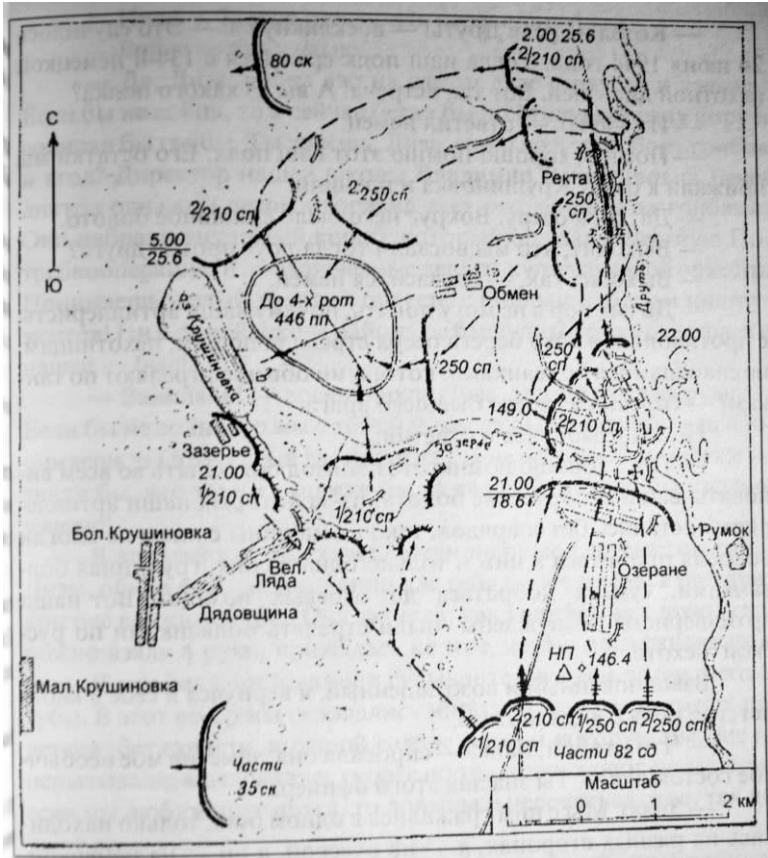 80 ск
2.00 25.6
2/210 сп
С
Ю
Ректа
250
сп
2/250 сп
2/210 сп
5.00
25.6
Обмен
До 4-х рот
446 пп
р. Друть
22.00
Крушиновка
250 сп
250
сп
149.0
2/210 сп
Зазерье
21.00
1/210 сп
Заозерье
1/210 сп
21.00
18.6
Бол.Крушиновка
Вел.
Ляда
Дод. долина
Румок
Озеране
НП
146.4
Мал.Крушиновка
1/210 сп
2/210 сп
1/250 сп
2/250 сп
Части 82 сд
Части
35 ск
Масштаб
0 1 2 км